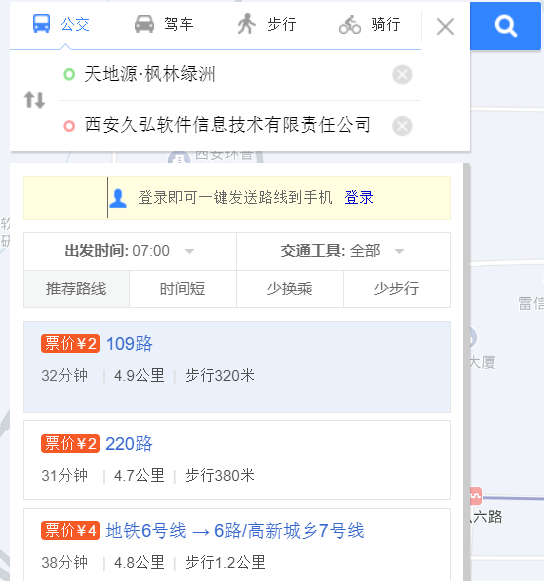 公交 驾车 步行 骑行
天地源·枫林绿洲
西安久弘软件信息技术有限责任公司
西安环普
登录即可一键发送路线到手机 登录
出发时间: 07:00 交通工具: 全部
推荐路线 时间短 少换乘 少步行
雷信
票价¥2 109路
大厦
32分钟 | 4.9公里 | 步行320米
票价¥2 220路
31分钟 | 4.7公里 | 步行380米
六路
票价¥4 地铁6号线 → 6路/高新城乡7号线
38分钟 | 4.8公里 | 步行1.2公里